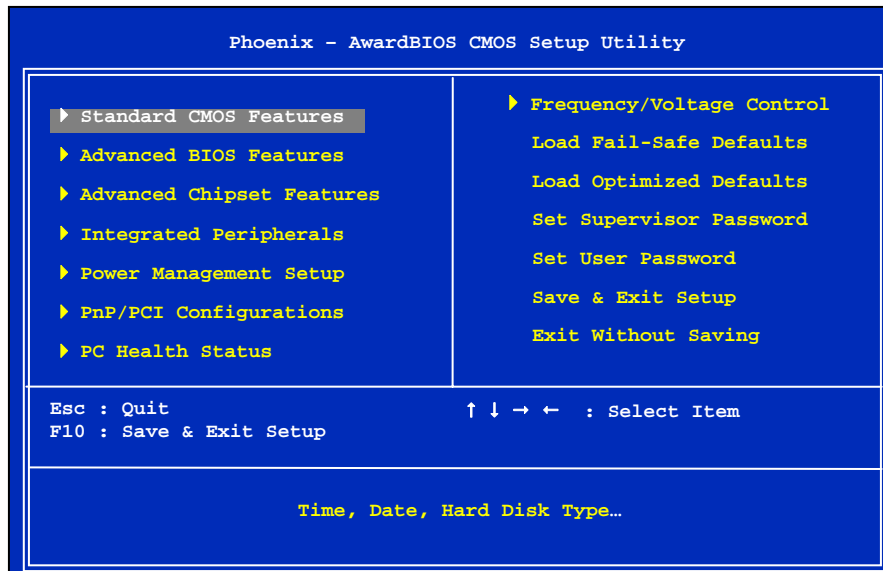 Phoenix – AwardBIOS CMOS Setup Utility
Standard CMOS Features
Advanced BIOS Features
Advanced Chipset Features
Integrated Peripherals
Power Management Setup
PnP/PCI Configurations
PC Health Status
Frequency/Voltage Control
Load Fail-Safe Defaults
Load Optimized Defaults
Set Supervisor Password
Set User Password
Save & Exit Setup
Exit Without Saving
Esc : Quit
F10 : Save & Exit Setup
↑ ↓ → ← : Select Item
Time, Date, Hard Disk Type…